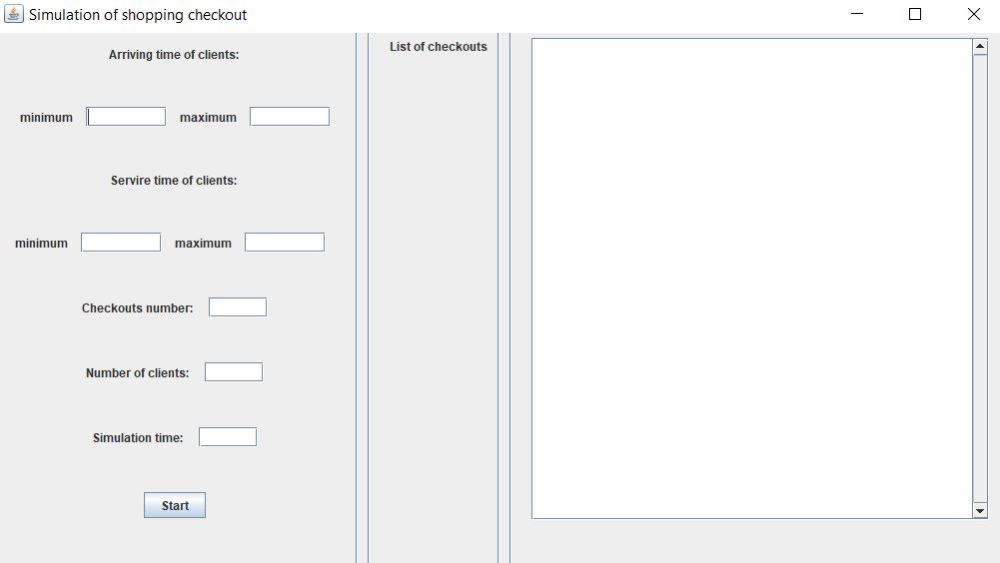 Simulation of shopping checkout
Arriving time of clients:
minimum maximum
Servire time of clients:
minimum maximum
Checkouts number:
Number of clients:
Simulation time:
Start
List of checkouts